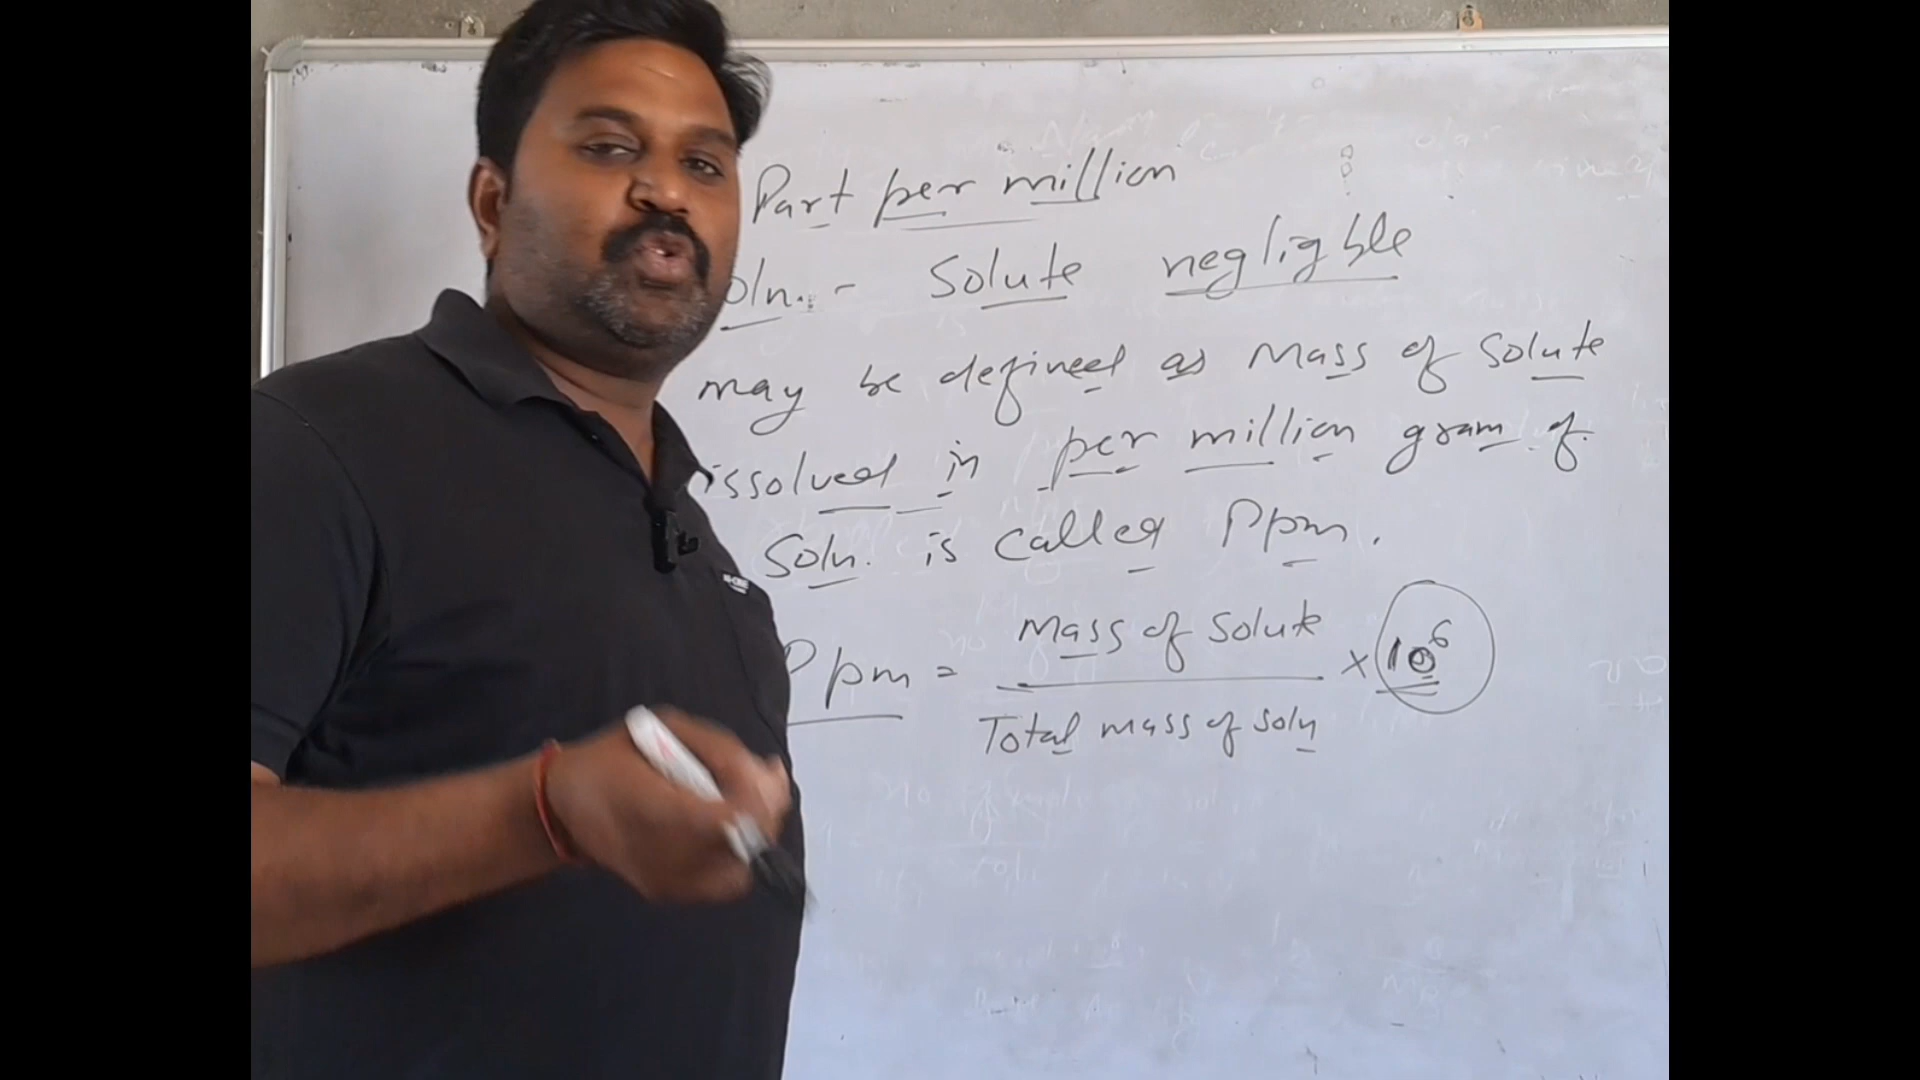 Part per million
oln. - Solute negligible
may be defined as Mass of Solute
issolved in per million gram of
Soln. is called Ppm.
Ppm = Mass of Solute / Total mass of soln × 10⁶